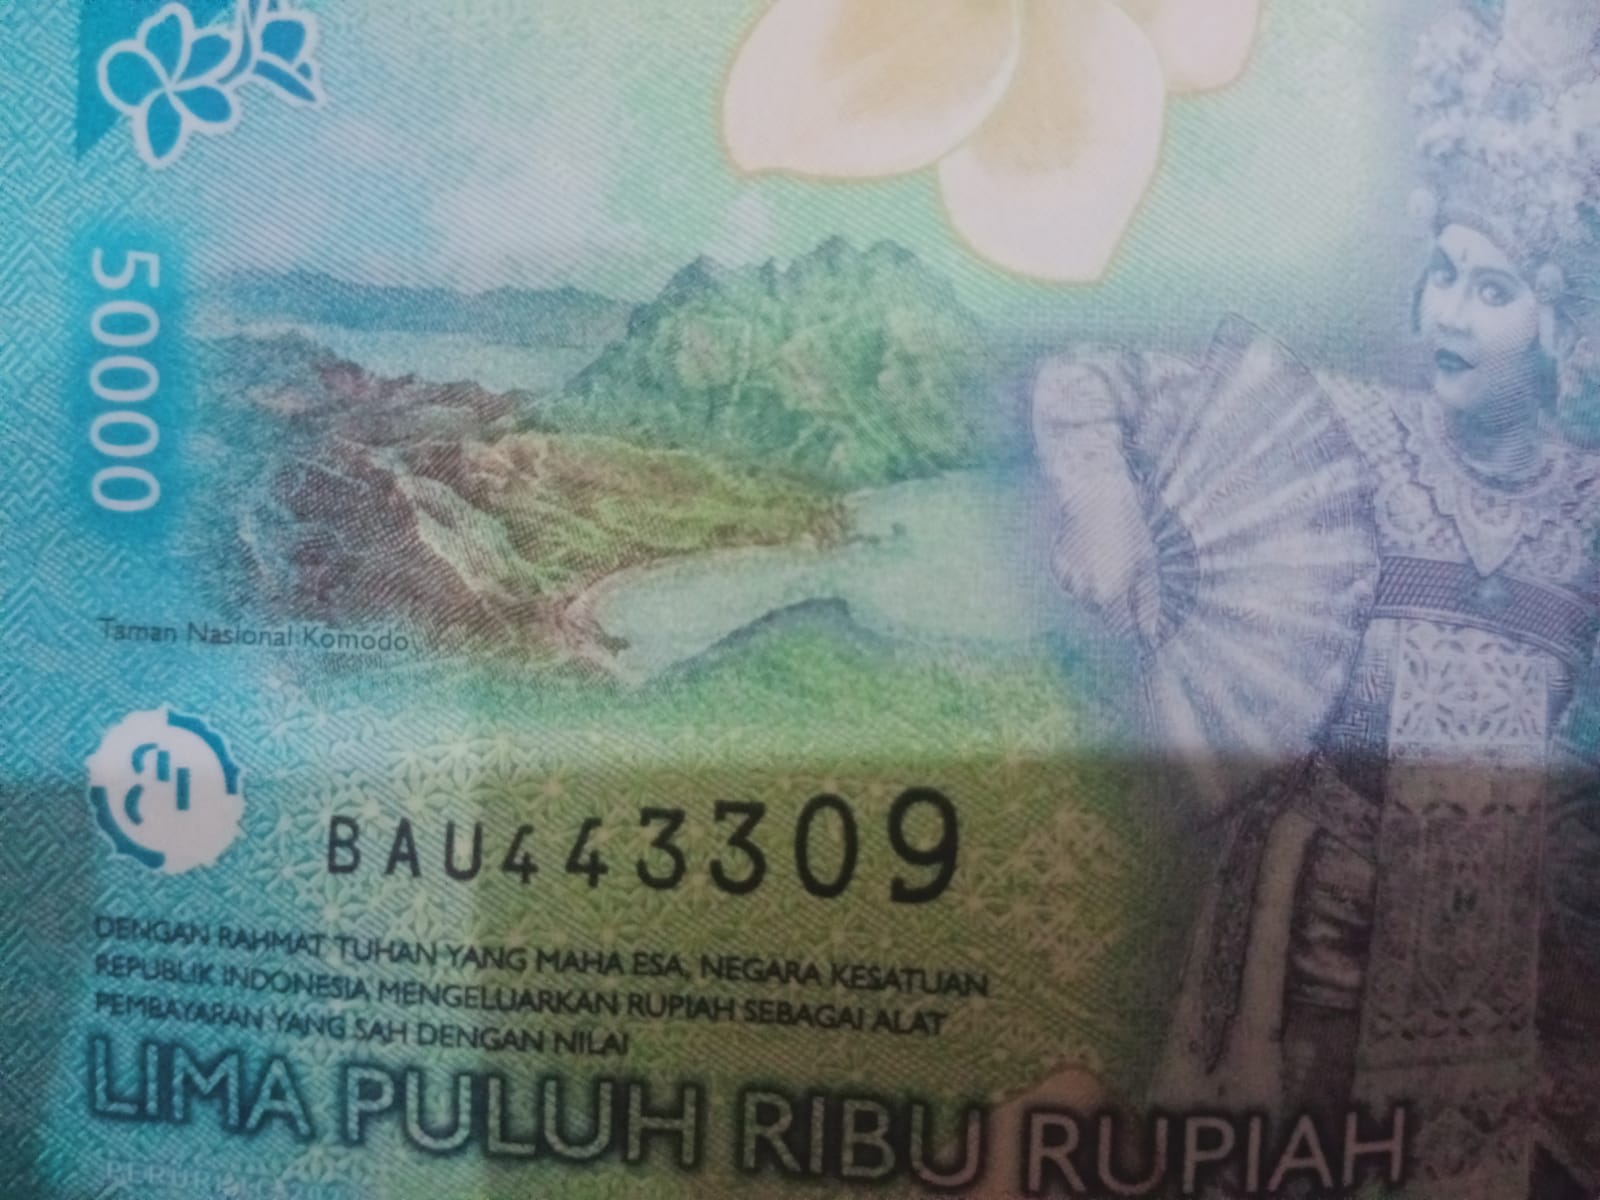 50000
Taman Nasional Komodo
BAU443309
DENGAN RAHMAT TUHAN YANG MAHA ESA, NEGARA KESATUAN
REPUBLIK INDONESIA MENGELUARKAN RUPIAH SEBAGAI ALAT
PEMBAYARAN YANG SAH DENGAN NILAI
LIMA PULUH RIBU RUPIAH